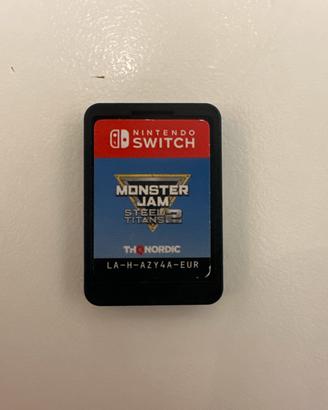 NINTENDO
SWITCH
MONSTER
JAM
STEEL
TITANS 2
THQ NORDIC
LA-H-AZY4A-EUR